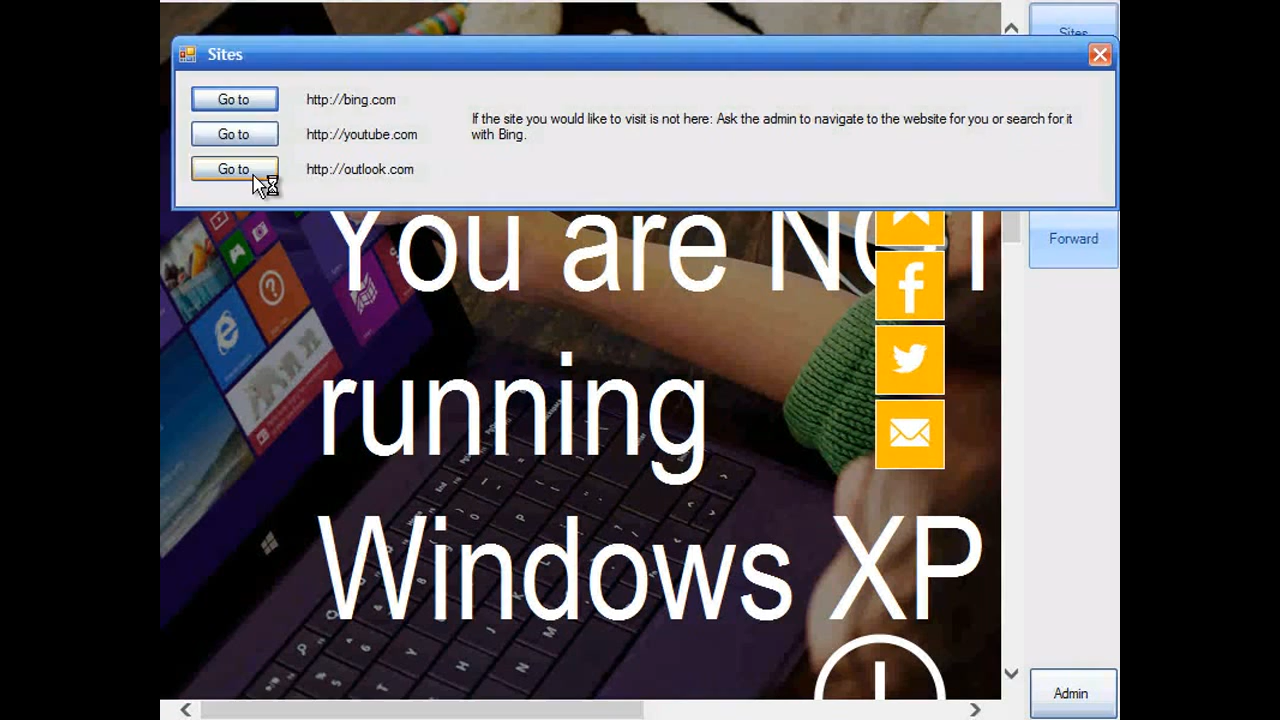 Sites
Sites
Go to http://bing.com
If the site you would like to visit is not here: Ask the admin to navigate to the website for you or search for it
with Bing.
Go to http://youtube.com
Go to http://outlook.com
You are NOT
Forward
running
Windows XP
Admin